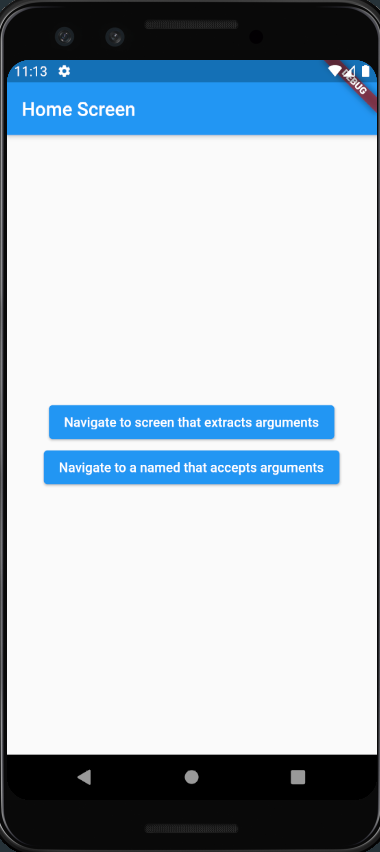 11:13
DEBUG
Home Screen
Navigate to screen that extracts arguments
Navigate to a named that accepts arguments